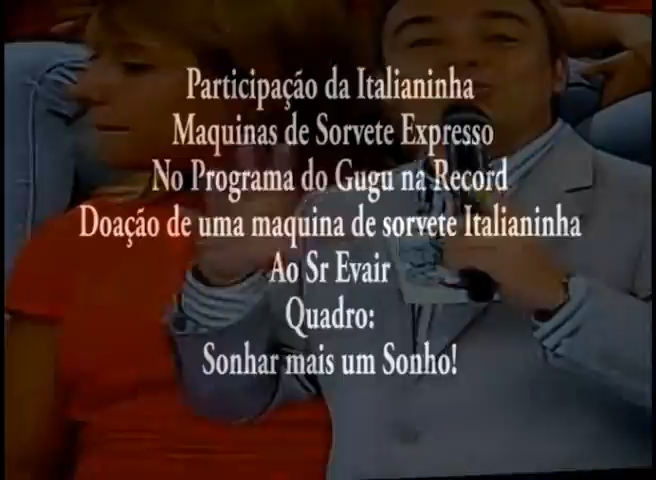 Participação da Italianinha
Maquinas de Sorvete Expresso
No Programa do Gugu na Record
Doação de uma maquina de sorvete Italianinha
Ao Sr Evair
Quadro:
Sonhar mais um Sonho!